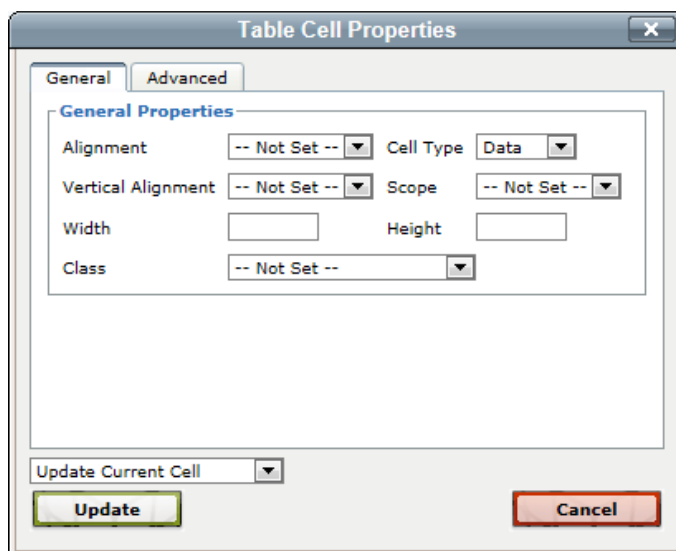 Table Cell Properties
General Advanced
General Properties
Alignment -- Not Set -- Cell Type Data
Vertical Alignment -- Not Set -- Scope -- Not Set --
Width Height
Class -- Not Set --
Update Current Cell
Update Cancel